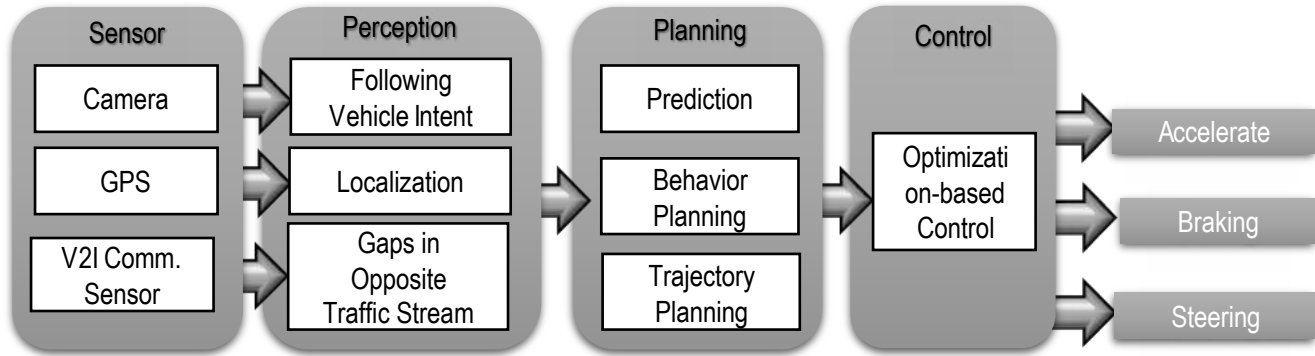 Sensor
Camera
GPS
V2I Comm.
Sensor
Perception
Following
Vehicle Intent
Localization
Gaps in
Opposite
Traffic Stream
Planning
Prediction
Behavior
Planning
Trajectory
Planning
Control
Optimizati
on-based
Control
Accelerate
Braking
Steering